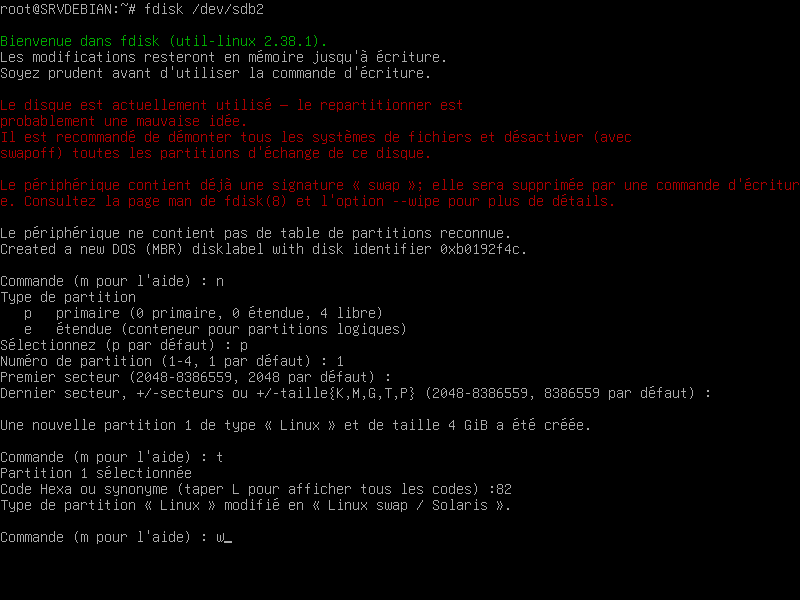 root@SRVDEBIAN:~# fdisk /dev/sdb2
Bienvenue dans fdisk (util-linux 2.38.1).
Les modifications resteront en mémoire jusqu'à écriture.
Soyez prudent avant d'utiliser la commande d'écriture.
Le disque est actuellement utilisé — le repartitionner est
probablement une mauvaise idée.
Il est recommandé de démonter tous les systèmes de fichiers et désactiver (avec
swapoff) toutes les partitions d'échange de ce disque.
Le périphérique contient déjà une signature « swap »; elle sera supprimée par une commande d'écritur
e. Consultez la page man de fdisk(8) et l'option --wipe pour plus de détails.
Le périphérique ne contient pas de table de partitions reconnue.
Created a new DOS (MBR) disklabel with disk identifier 0xb0192f4c.
Commande (m pour l'aide) : n
Type de partition
   p   primaire (0 primaire, 0 étendue, 4 libre)
   e   étendue (conteneur pour partitions logiques)
Sélectionnez (p par défaut) : p
Numéro de partition (1-4, 1 par défaut) : 1
Premier secteur (2048-8386559, 2048 par défaut) :
Dernier secteur, +/-secteurs ou +/-taille{K,M,G,T,P} (2048-8386559, 8386559 par défaut) :
Une nouvelle partition 1 de type « Linux » et de taille 4 GiB a été créée.
Commande (m pour l'aide) : t
Partition 1 sélectionnée
Code Hexa ou synonyme (taper L pour afficher tous les codes) :82
Type de partition « Linux » modifié en « Linux swap / Solaris ».
Commande (m pour l'aide) : w_